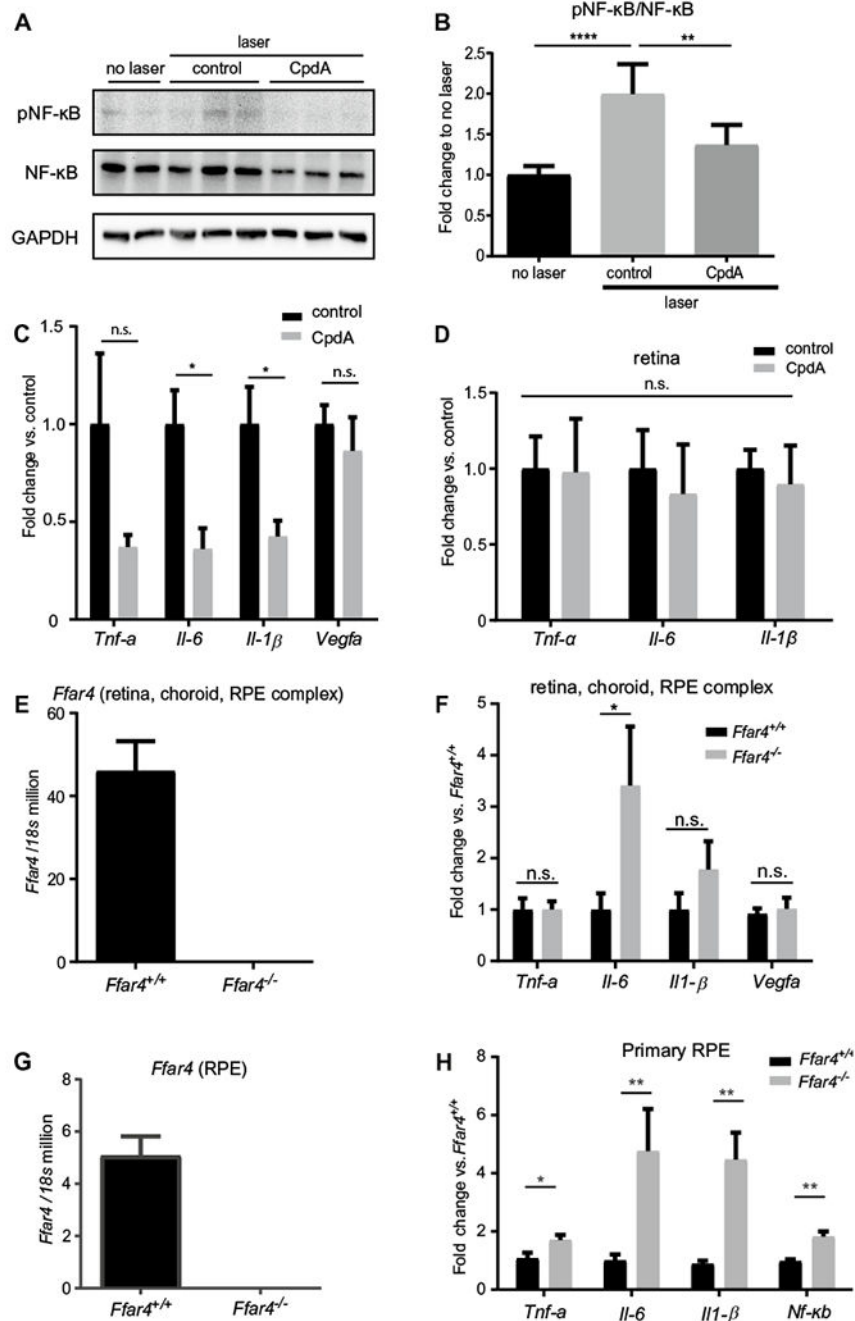 A
laser
no laser control CpdA
pNF-κB
NF-κB
GAPDH
B
pNF-κB/NF-κB
**** **
Fold change to no laser
2.5
2.0
1.5
1.0
0.5
0
no laser control CpdA
laser
C
control
CpdA
n.s. * * n.s.
Fold change vs. control
1.5
1.0
0.5
0
Tnf-a Il-6 Il-1β Vegfa
D
retina
control
CpdA
n.s.
Fold change vs. control
1.5
1.0
0.5
0
Tnf-α Il-6 Il-1β
E
Ffar4 (retina, choroid, RPE complex)
Ffar4 /18s million
60
40
20
0
Ffar4+/+ Ffar4-/-
F
retina, choroid, RPE complex
Ffar4+/+
Ffar4-/-
n.s. * n.s. n.s.
Fold change vs. Ffar4+/+
5
4
3
2
1
0
Tnf-a Il-6 Il1-β Vegfa
G
Ffar4 (RPE)
Ffar4 /18s million
8
6
4
2
0
Ffar4+/+ Ffar4-/-
H
Primary RPE
Ffar4+/+
Ffar4-/-
* ** ** **
Fold change vs.Ffar4+/+
8
6
4
2
0
Tnf-a Il-6 Il1-β Nf-κb